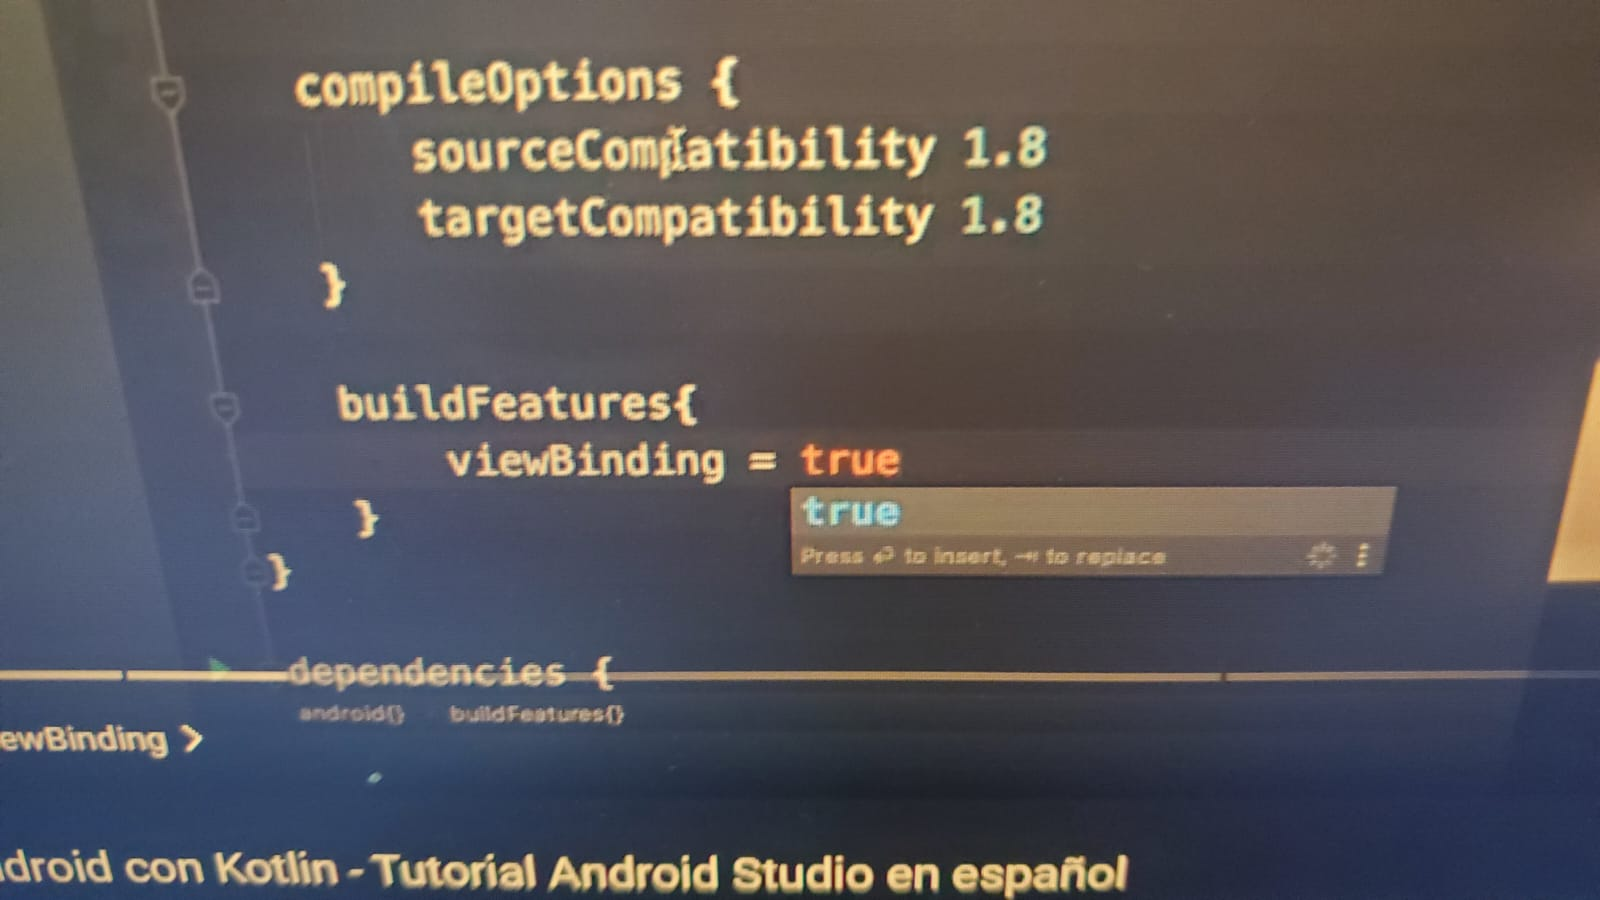 compileOptions {
sourceCompatibility 1.8
targetCompatibility 1.8
}
buildFeatures{
viewBinding = true
}
true
Press ⏎ to insert, ⇥ to replace
}
dependencies {
android{} buildFeatures{}
ewBinding >
droid con Kotlin - Tutorial Android Studio en español